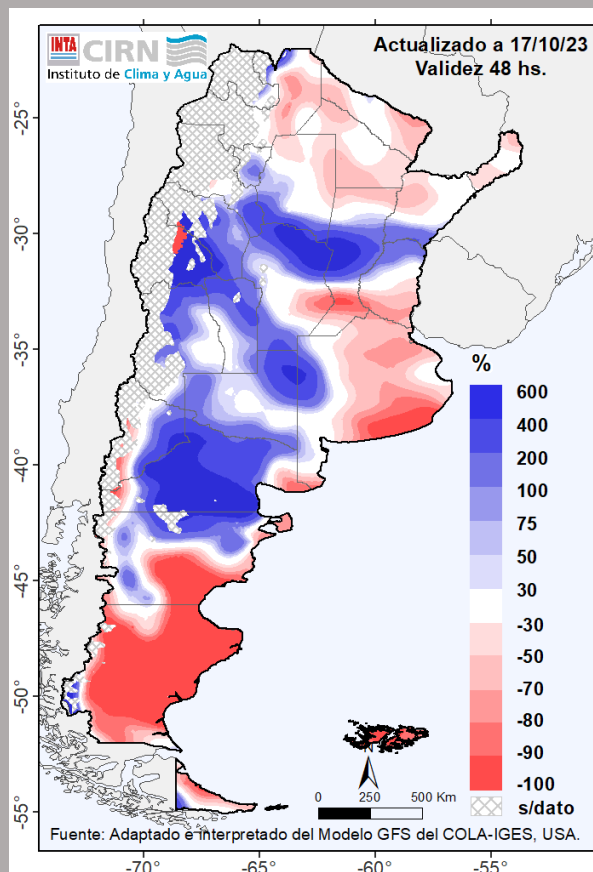 INTA CIRN
Instituto de Clima y Agua
Actualizado a 17/10/23
Validez 48 hs.
-25°
-30°
-35°
-40°
-45°
-50°
-55°
%
600
400
200
100
75
50
30
-30
-50
-70
-80
-90
-100
s/dato
N
0 250 500 Km
Fuente: Adaptado e interpretado del Modelo GFS del COLA-IGES, USA.
-70° -65° -60° -55°